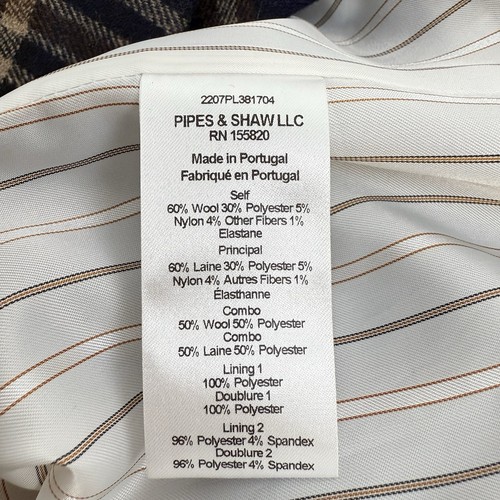 2207PL381704
PIPES & SHAW LLC
RN 155820
Made in Portugal
Fabriqué en Portugal
Self
60% Wool 30% Polyester 5%
Nylon 4% Other Fibers 1%
Elastane
Principal
60% Laine 30% Polyester 5%
Nylon 4% Autres Fibers 1%
Élasthanne
Combo
50% Wool 50% Polyester
Combo
50% Laine 50% Polyester
Lining 1
100% Polyester
Doublure 1
100% Polyester
Lining 2
96% Polyester 4% Spandex
Doublure 2
96% Polyester 4% Spandex